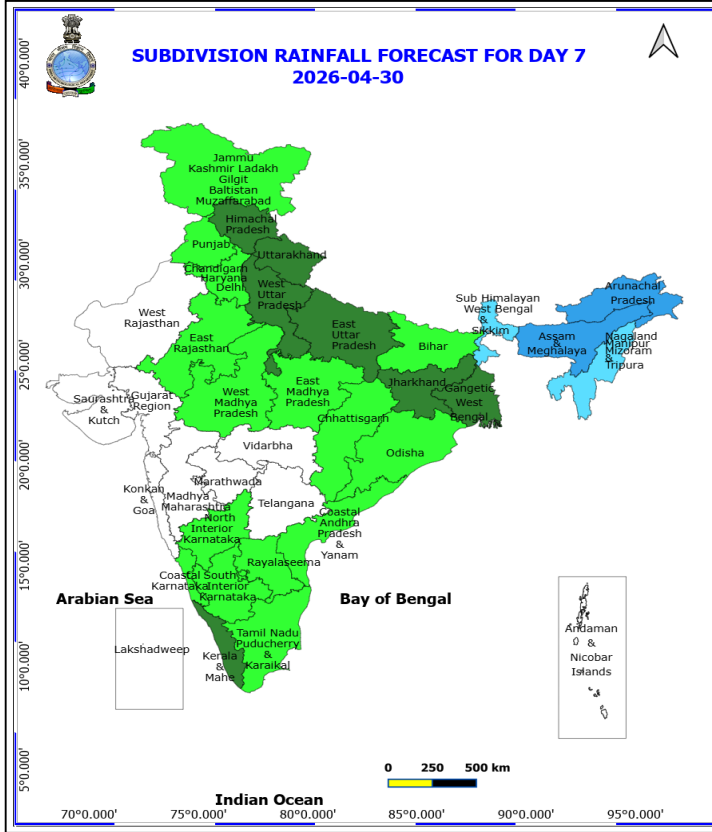 SUBDIVISION RAINFALL FORECAST FOR DAY 7
2026-04-30
40°0.000'
35°0.000'
30°0.000'
25°0.000'
20°0.000'
15°0.000'
10°0.000'
5°0.000'
Jammu
Kashmir Ladakh
Gilgit
Baltistan
Muzaffarabad
Himachal
Pradesh
Punjab
Uttarakhand
Chandigarh
Haryana
Delhi
West
Uttar
Pradesh
West
Rajasthan
East
Rajasthan
East
Uttar
Pradesh
Bihar
Sub Himalayan
West Bengal
&
Sikkim
Arunachal
Pradesh
Assam
&
Meghalaya
Nagaland
Manipur
Mizoram
&
Tripura
Saurashtra
&
Kutch
Gujarat
Region
West
Madhya
Pradesh
East
Madhya
Pradesh
Jharkhand
Gangetic
West
Bengal
Chhattisgarh
Odisha
Vidarbha
Konkan
&
Goa
Madhya
Maharashtra
Marathwada
Telangana
North
Interior
Karnataka
Coastal
Andhra
Pradesh
&
Yanam
Rayalaseema
Coastal
Karnataka
South
Interior
Karnataka
Arabian Sea
Bay of Bengal
Lakshadweep
Kerala
&
Mahe
Tamil Nadu
Puducherry
&
Karaikal
Andaman
&
Nicobar
Islands
0 250 500 km
Indian Ocean
70°0.000' 75°0.000' 80°0.000' 85°0.000' 90°0.000' 95°0.000'